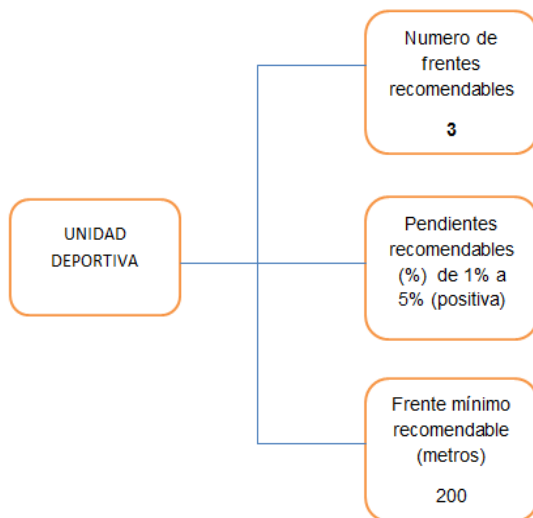 Numero de
frentes
recomendables
3
UNIDAD
DEPORTIVA
Pendientes
recomendables
(%) de 1% a
5% (positiva)
Frente mínimo
recomendable
(metros)
200